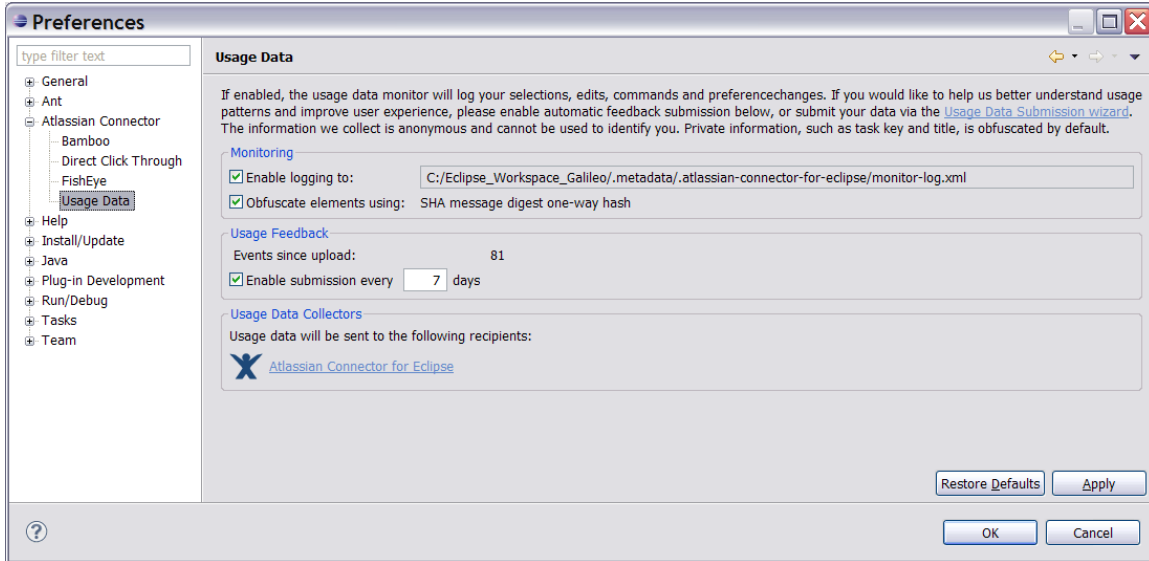 Preferences
type filter text
General
Ant
Atlassian Connector
Bamboo
Direct Click Through
FishEye
Usage Data
Help
Install/Update
Java
Plug-in Development
Run/Debug
Tasks
Team
Usage Data
If enabled, the usage data monitor will log your selections, edits, commands and preferencechanges. If you would like to help us better understand usage
patterns and improve user experience, please enable automatic feedback submission below, or submit your data via the Usage Data Submission wizard.
The information we collect is anonymous and cannot be used to identify you. Private information, such as task key and title, is obfuscated by default.
Monitoring
Enable logging to: C:/Eclipse_Workspace_Galileo/.metadata/.atlassian-connector-for-eclipse/monitor-log.xml
Obfuscate elements using: SHA message digest one-way hash
Usage Feedback
Events since upload: 81
Enable submission every 7 days
Usage Data Collectors
Usage data will be sent to the following recipients:
Atlassian Connector for Eclipse
Restore Defaults Apply
? OK Cancel